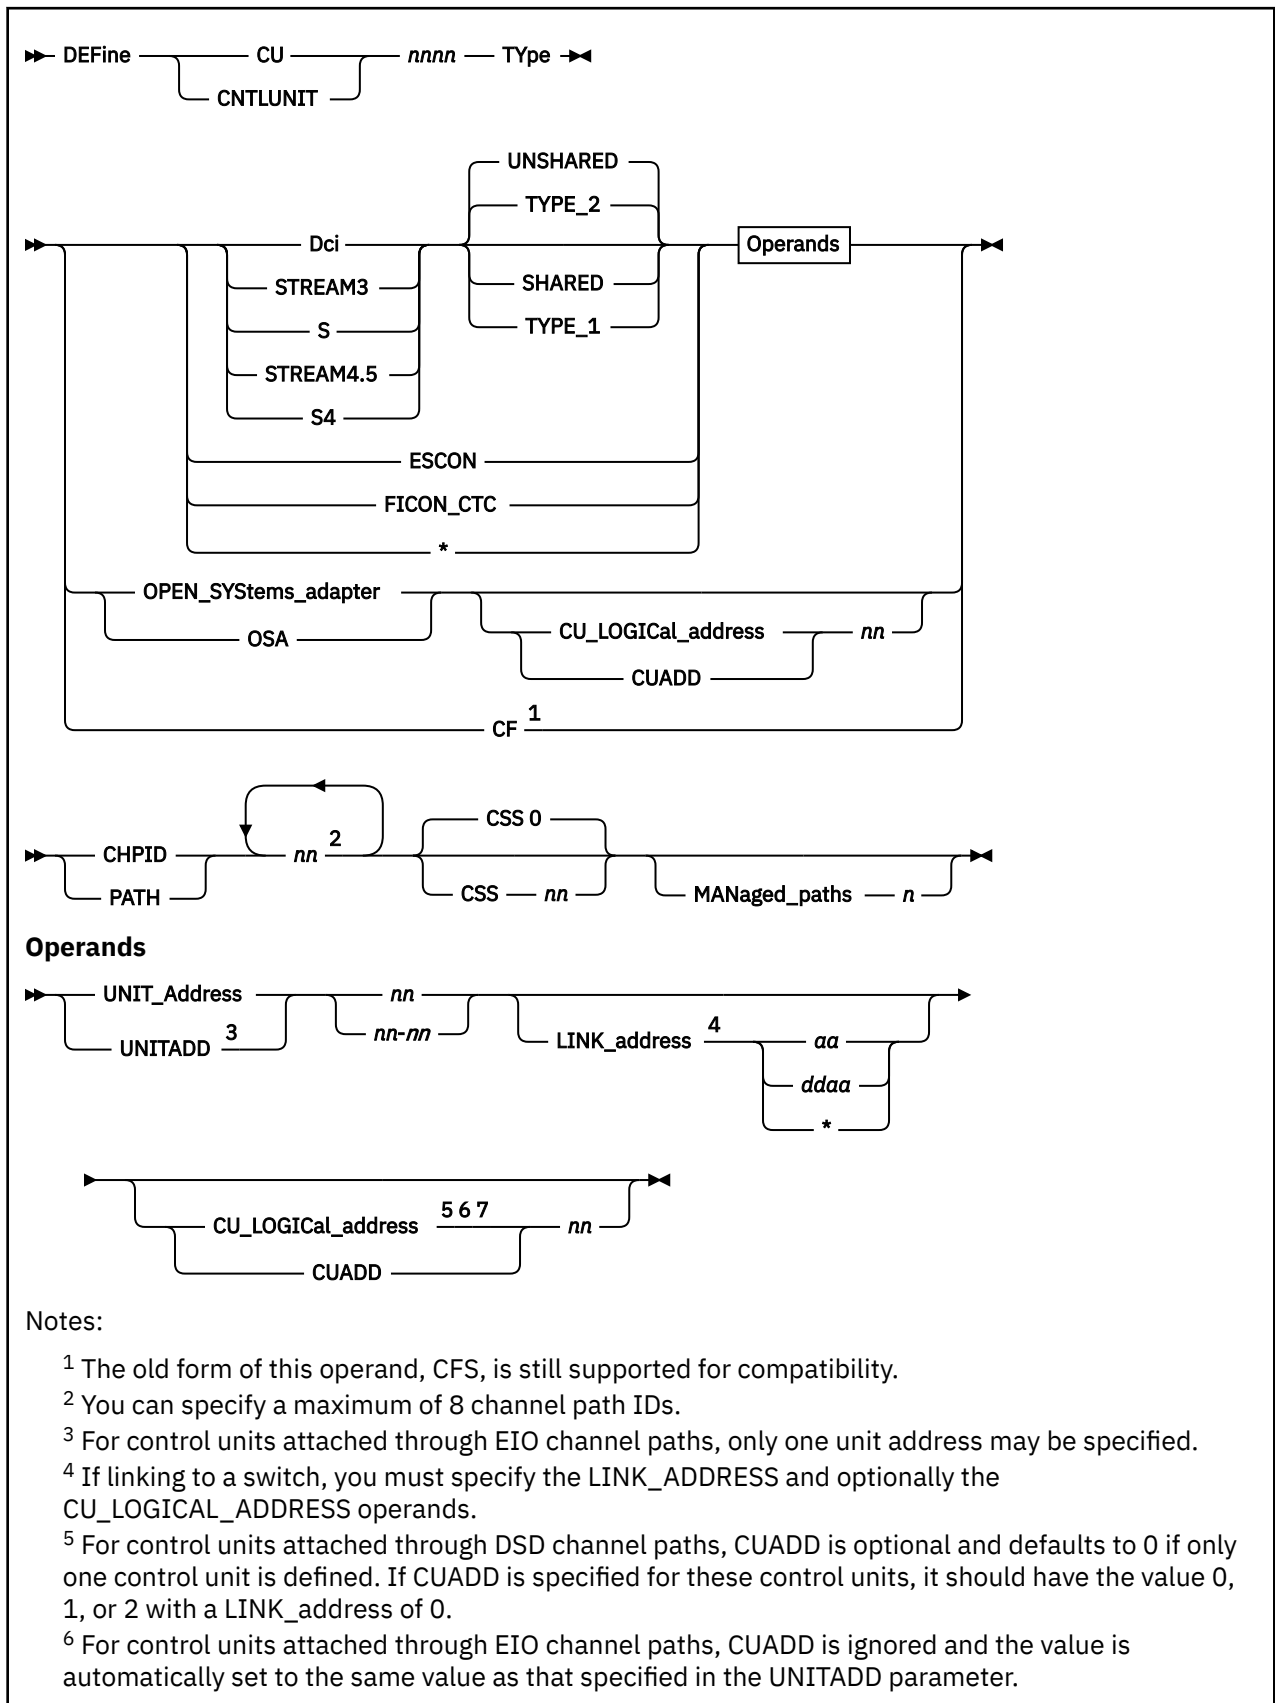 DEFine CU nnnn TYpe
CNTLUNIT
UNSHARED
TYPE_2
Dci Operands
STREAM3 SHARED
S TYPE_1
STREAM4.5
S4
ESCON
FICON_CTC
*
OPEN_SYStems_adapter
OSA CU_LOGICal_address nn
CUADD
CF 1
CSS 0
CHPID nn 2
PATH CSS nn MANaged_paths n
Operands
UNIT_Address nn
UNITADD 3 nn-nn LINK_address 4 aa
ddaa
*
CU_LOGICal_address 5 6 7 nn
CUADD
Notes:
1 The old form of this operand, CFS, is still supported for compatibility.
2 You can specify a maximum of 8 channel path IDs.
3 For control units attached through EIO channel paths, only one unit address may be specified.
4 If linking to a switch, you must specify the LINK_ADDRESS and optionally the
CU_LOGICAL_ADDRESS operands.
5 For control units attached through DSD channel paths, CUADD is optional and defaults to 0 if only
one control unit is defined. If CUADD is specified for these control units, it should have the value 0,
1, or 2 with a LINK_address of 0.
6 For control units attached through EIO channel paths, CUADD is ignored and the value is
automatically set to the same value as that specified in the UNITADD parameter.